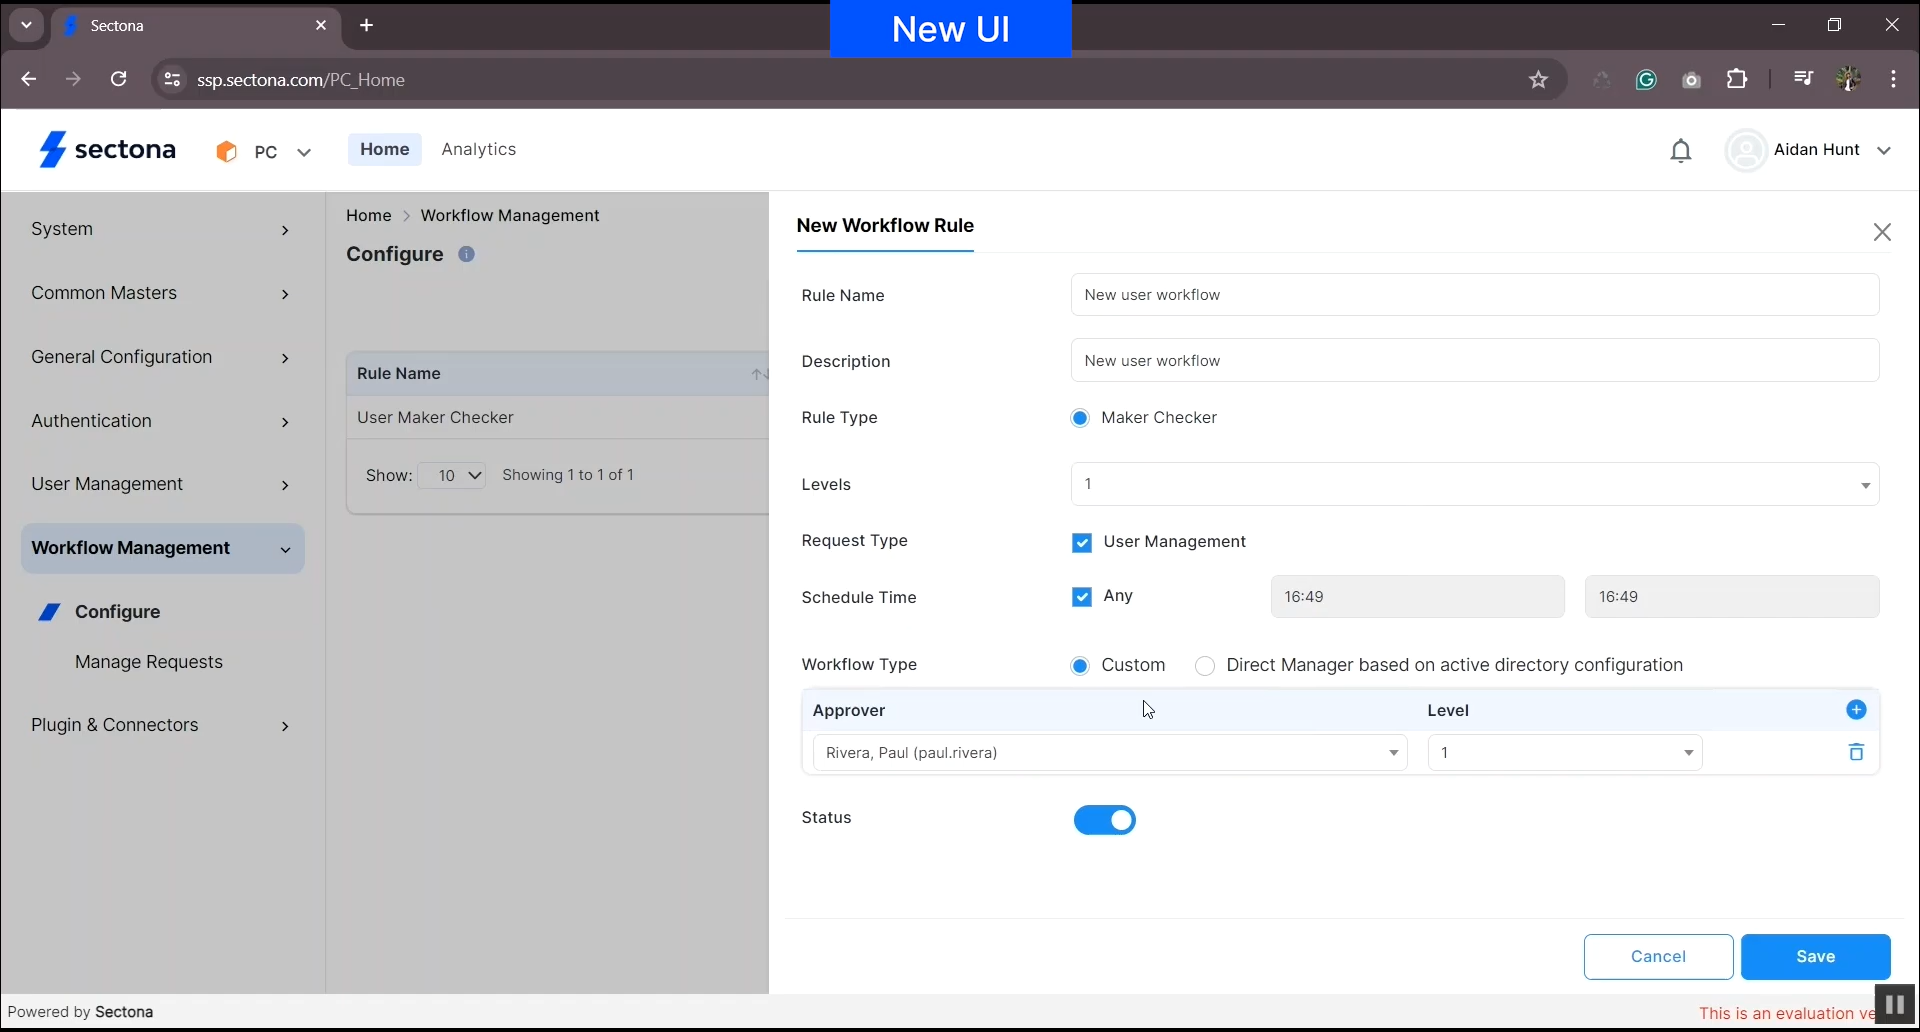 Sectona
New UI
ssp.sectona.com/PC_Home
sectona
PC
Home
Analytics
Aidan Hunt
System
Common Masters
General Configuration
Authentication
User Management
Workflow Management
Configure
Manage Requests
Plugin & Connectors
Home > Workflow Management
Configure
Rule Name
User Maker Checker
Show: 10 Showing 1 to 1 of 1
New Workflow Rule
Rule Name New user workflow
Description New user workflow
Rule Type Maker Checker
Levels 1
Request Type User Management
Schedule Time Any 16:49 16:49
Workflow Type Custom Direct Manager based on active directory configuration
Approver Level
Rivera, Paul (paul.rivera) 1
Status
Cancel Save
Powered by Sectona
This is an evaluation ve